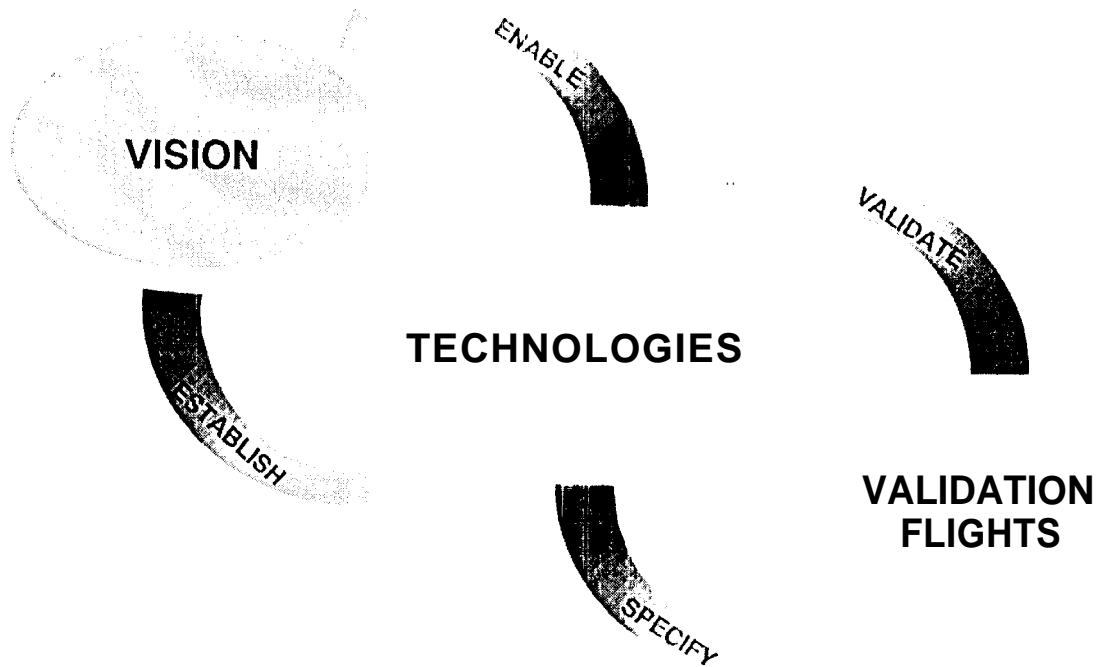 ENABLE
VISION
VALIDATE
TECHNOLOGIES
ESTABLISH
VALIDATION
FLIGHTS
SPECIFY